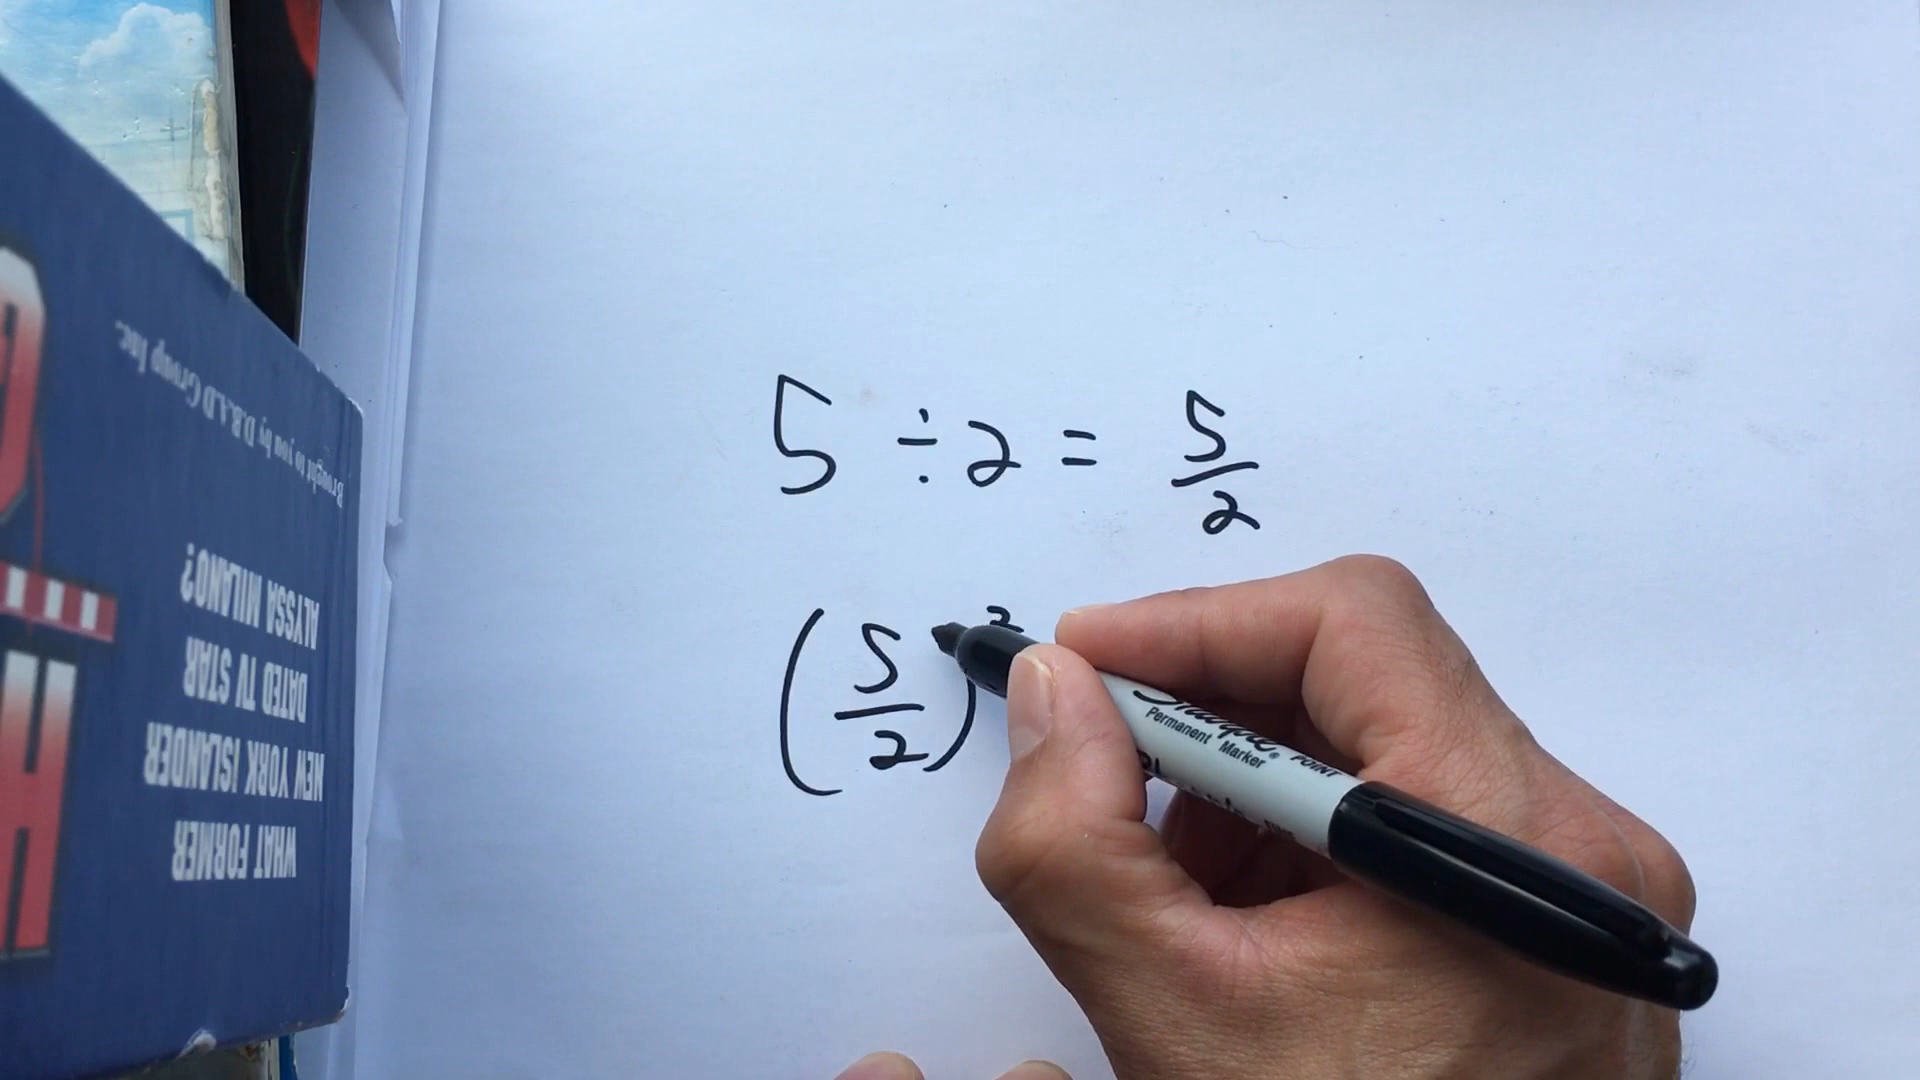 5 ÷ 2 = 5/2
(5/2)²
Sharpie
Permanent Marker
POINT
Brought to you by D.B.A.D Group Inc.
WHAT FORMER
NEW YORK ISLANDER
DATED TV STAR
ALYSSA MILANO?